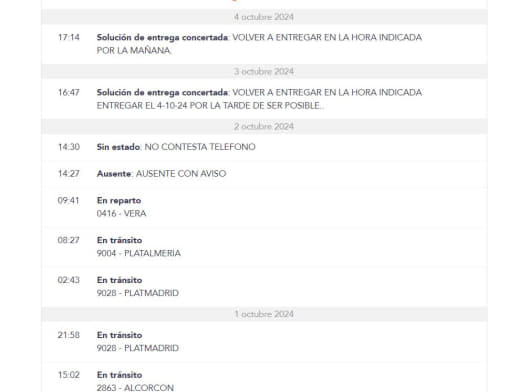 4 octubre 2024
17:14 Solución de entrega concertada: VOLVER A ENTREGAR EN LA HORA INDICADA
POR LA MAÑANA.
3 octubre 2024
16:47 Solución de entrega concertada: VOLVER A ENTREGAR EN LA HORA INDICADA
ENTREGAR EL 4-10-24 POR LA TARDE DE SER POSIBLE..
2 octubre 2024
14:30 Sin estado: NO CONTESTA TELEFONO
14:27 Ausente: AUSENTE CON AVISO
09:41 En reparto
0416 - VERA
08:27 En tránsito
9004 - PLATALMERIA
02:43 En tránsito
9028 - PLATMADRID
1 octubre 2024
21:58 En tránsito
9028 - PLATMADRID
15:02 En tránsito
2863 - ALCORCON